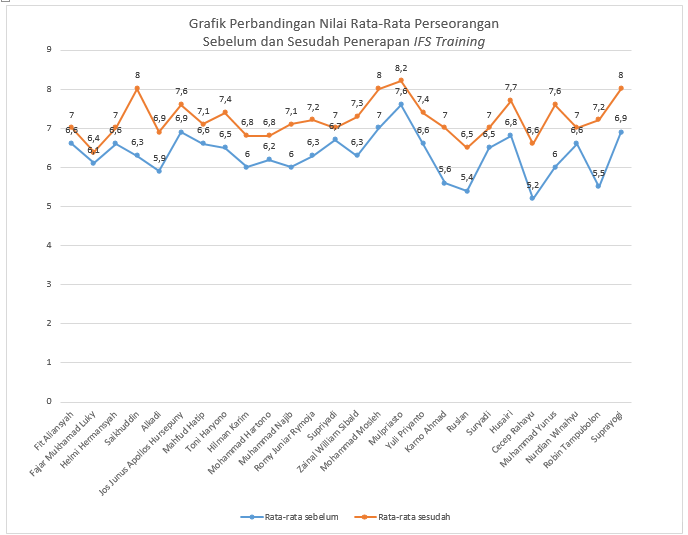 Grafik Perbandingan Nilai Rata-Rata Perseorangan
Sebelum dan Sesudah Penerapan IFS Training
9
8
7
6
5
4
3
2
1
0
7 6,4 7 8 6,9 7,6 7,1 7,4 6,8 6,8 7,1 7,2 7 7,3 8 8,2 7,4 7 6,5 7 7,7 6,6 7,6 7 7,2 8
6,6 6,1 6,6 6,3 5,9 6,9 6,6 6,5 6 6,2 6 6,3 6,7 6,3 7 7,6 6,6 5,6 5,4 6,5 6,8 5,2 6 6,6 5,5 6,9
Fit Aliansyah
Fajar Mukhamad Luky
Helmi Hermansyah
Saikhuddin
Alkadi
Jos Junus Apollos Hursepuny
Mahfud Hatip
Toni Haryono
Hilman Karim
Mohammad Hartono
Muhammad Najib
Romy Juniar Rymoja
Supriyadi
Zainal William Sibald
Mohammad Mosleh
Mulpriasto
Yuli Priyanto
Karno Ahmad
Ruslan
Suryadi
Husairi
Cecep Rahayu
Muhammad Yunus
Nurdian Winahyu
Robin Tampubolon
Suprayogi
Rata-rata sebelum
Rata-rata sesudah